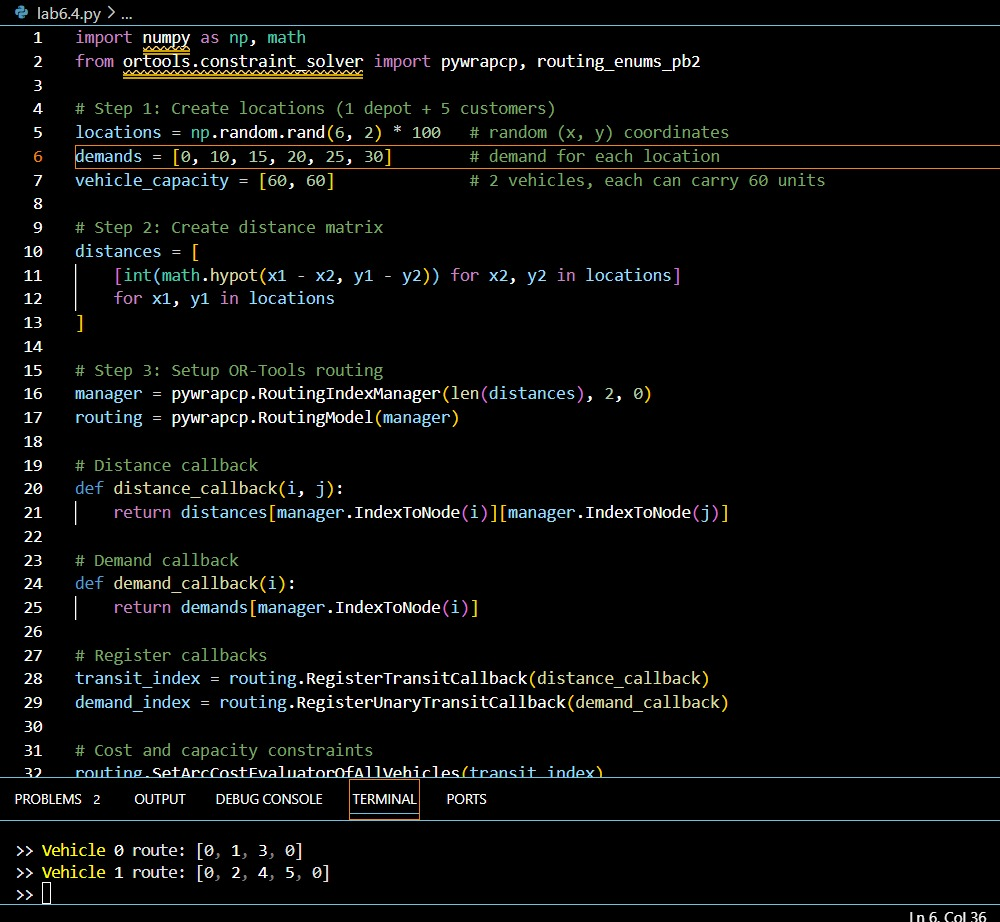 lab6.4.py > ...
1 import numpy as np, math
2 from ortools.constraint_solver import pywrapcp, routing_enums_pb2
3
4 # Step 1: Create locations (1 depot + 5 customers)
5 locations = np.random.rand(6, 2) * 100   # random (x, y) coordinates
6 demands = [0, 10, 15, 20, 25, 30]        # demand for each location
7 vehicle_capacity = [60, 60]              # 2 vehicles, each can carry 60 units
8
9 # Step 2: Create distance matrix
10 distances = [
11     [int(math.hypot(x1 - x2, y1 - y2)) for x2, y2 in locations]
12     for x1, y1 in locations
13 ]
14
15 # Step 3: Setup OR-Tools routing
16 manager = pywrapcp.RoutingIndexManager(len(distances), 2, 0)
17 routing = pywrapcp.RoutingModel(manager)
18
19 # Distance callback
20 def distance_callback(i, j):
21     return distances[manager.IndexToNode(i)][manager.IndexToNode(j)]
22
23 # Demand callback
24 def demand_callback(i):
25     return demands[manager.IndexToNode(i)]
26
27 # Register callbacks
28 transit_index = routing.RegisterTransitCallback(distance_callback)
29 demand_index = routing.RegisterUnaryTransitCallback(demand_callback)
30
31 # Cost and capacity constraints
32 routing.SetArcCostEvaluatorOfAllVehicles(transit_index)
PROBLEMS 2 OUTPUT DEBUG CONSOLE TERMINAL PORTS
>> Vehicle 0 route: [0, 1, 3, 0]
>> Vehicle 1 route: [0, 2, 4, 5, 0]
>>
Ln 6, Col 36